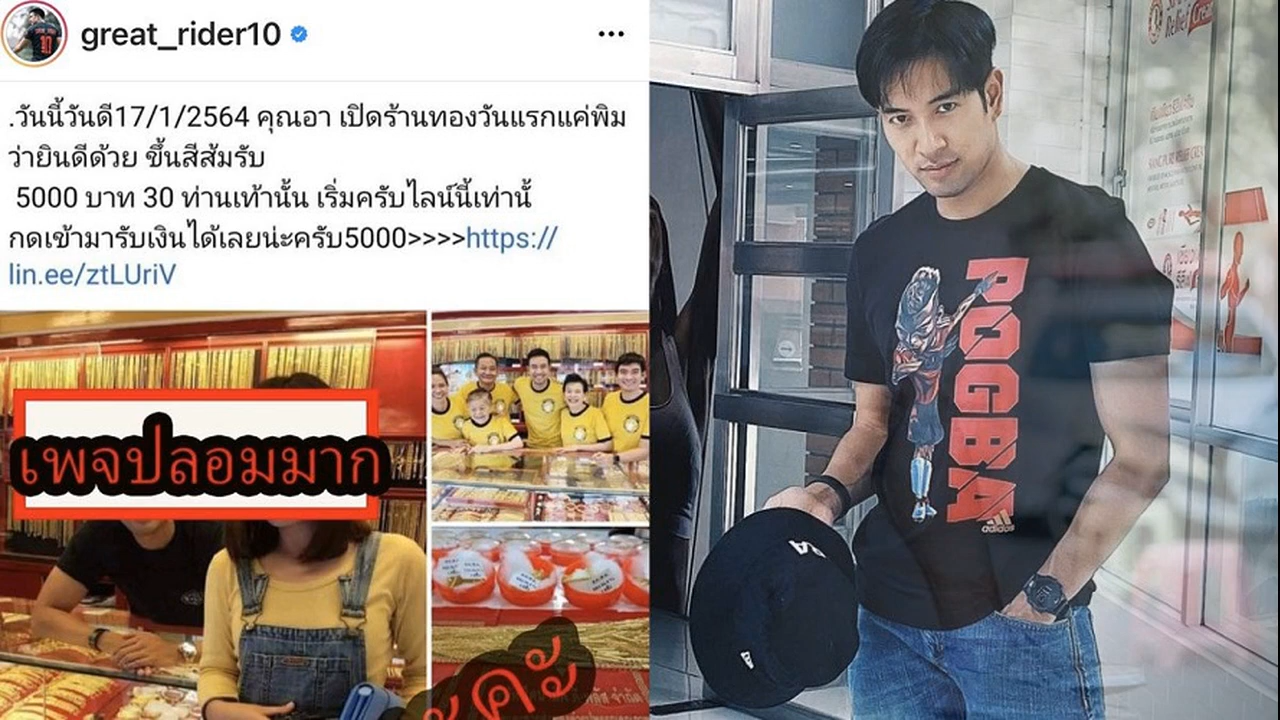 great_rider10
.วันนี้วันดี17/1/2564 คุณอา เปิดร้านทองวันแรกแค่พิม
ว่ายินดีด้วย ขึ้นสีส้มรับ
5000 บาท 30 ท่านเท้านั้น เริ่มครับไลน์นี้เท่านั้
กดเข้ามารับเงินได้เลยน่ะครับ5000>>>>https://
lin.ee/ztLUriV
เพจปลอมมาก
ะคะ
POGBA
adidas
Relief Cream